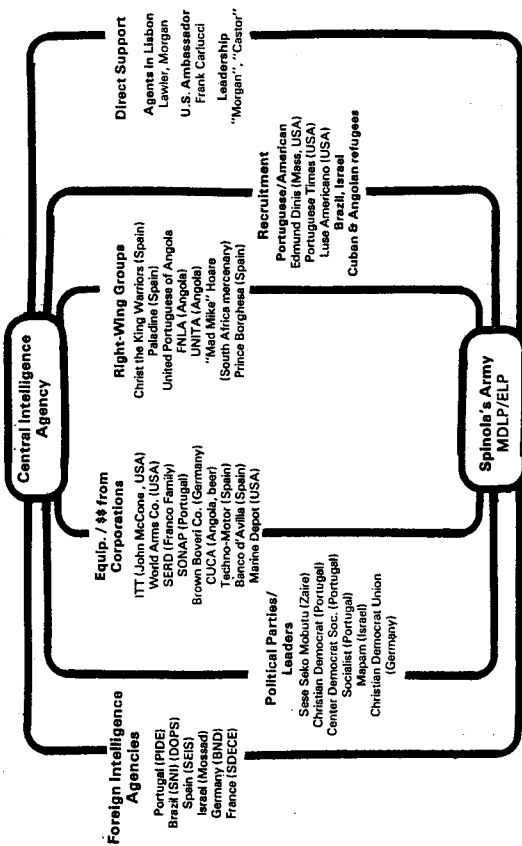 Central Intelligence
Agency
Foreign Intelligence
Agencies
Portugal (PIDE)
Brazil (SNI) (DOPS)
Spain (SEIS)
Israel (Mossad)
Germany (BND)
France (SDECE)
Political Parties/
Leaders
Sese Seko Mobutu (Zaire)
Christian Democrat (Portugal)
Center Democrat Soc. (Portugal)
Socialist (Portugal)
Mapam (Israel)
Christian Democrat Union
(Germany)
Equip. / $$ from
Corporations
ITT (John McCone, USA)
World Arms Co. (USA)
SERD (Franco Family)
SONAP (Portugal)
Brown Boveri Co. (Germany)
CUCA (Angola, beer)
Techno-Motor (Spain)
Banco d'Avilla (Spain)
Marine Depot (USA)
Right-Wing Groups
Christ the King Warriors (Spain)
Paladine (Spain)
United Portuguese of Angola
FNLA (Angola)
UNITA (Angola)
"Mad Mike" Hoare
(South Africa mercenary)
Prince Borghesa (Spain)
Recruitment
Portuguese/American
Edmund Dinis (Mass, USA)
Portuguese Times (USA)
Luse Americano (USA)
Brazil, Israel
Cuban & Angolan refugees
Direct Support
Agents in Lisbon
Lawler, Morgan
U.S. Ambassador
Frank Carlucci
Leadership
"Morgan", "Castor"
Spinola's Army
MDLP/ELP